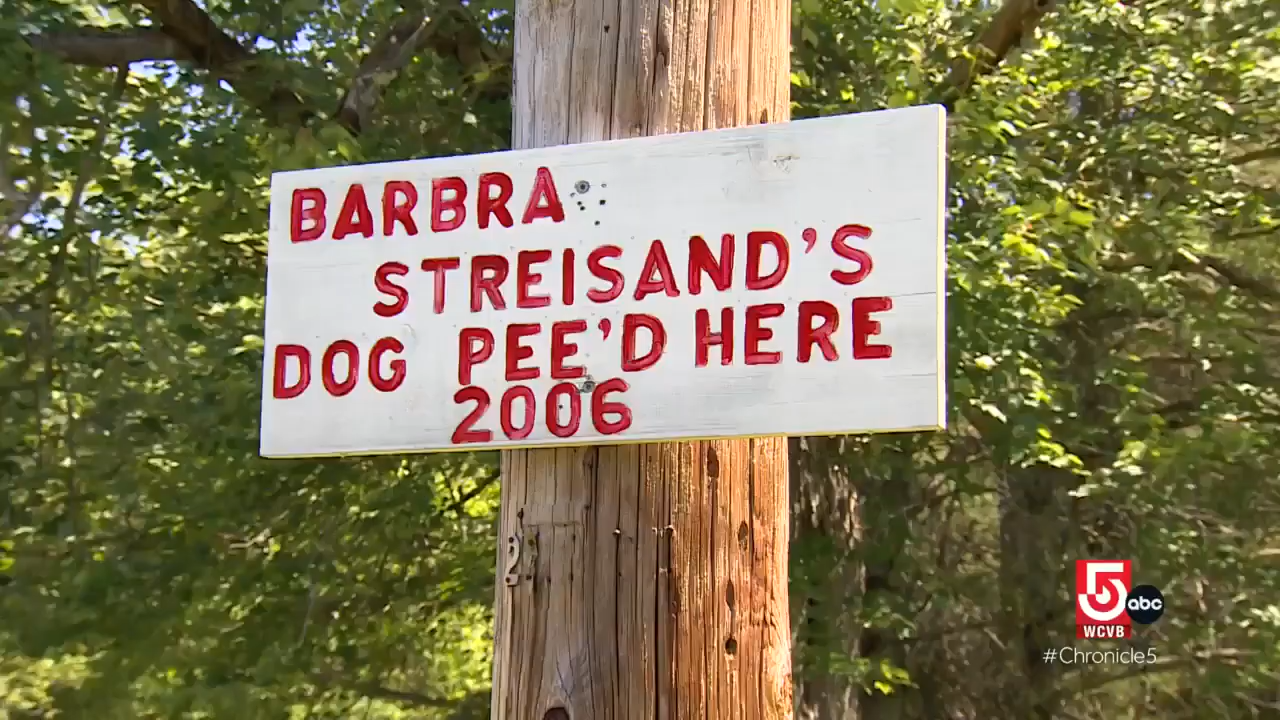 BARBRA
STREISAND'S
DOG PEE'D HERE
2006
5
abc
WCVB
#Chronicle5